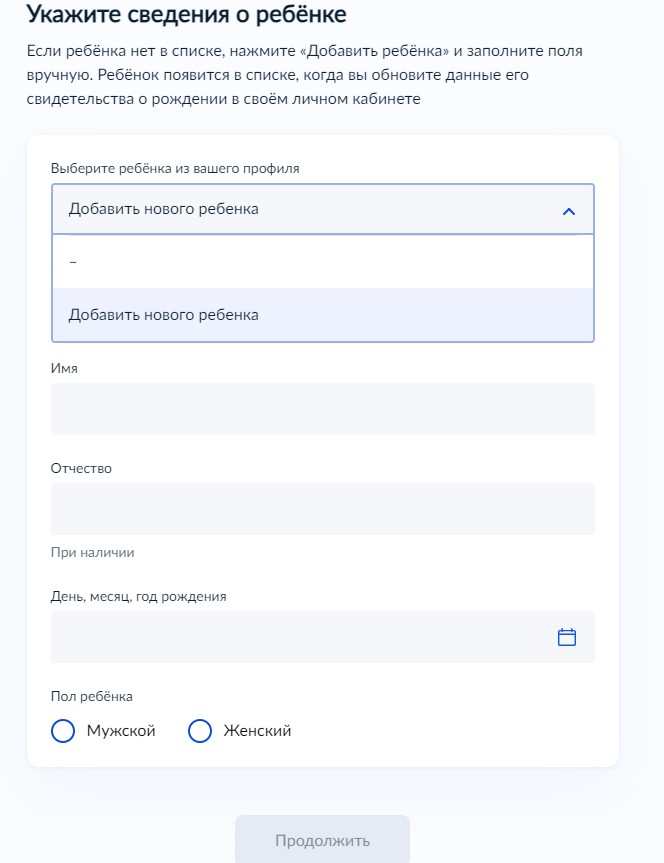 Укажите сведения о ребёнке
Если ребёнка нет в списке, нажмите «Добавить ребёнка» и заполните поля
вручную. Ребёнок появится в списке, когда вы обновите данные его
свидетельства о рождении в своём личном кабинете
Выберите ребёнка из вашего профиля
Добавить нового ребенка
–
Добавить нового ребенка
Имя
Отчество
При наличии
День, месяц, год рождения
Пол ребёнка
Мужской Женский
Продолжить